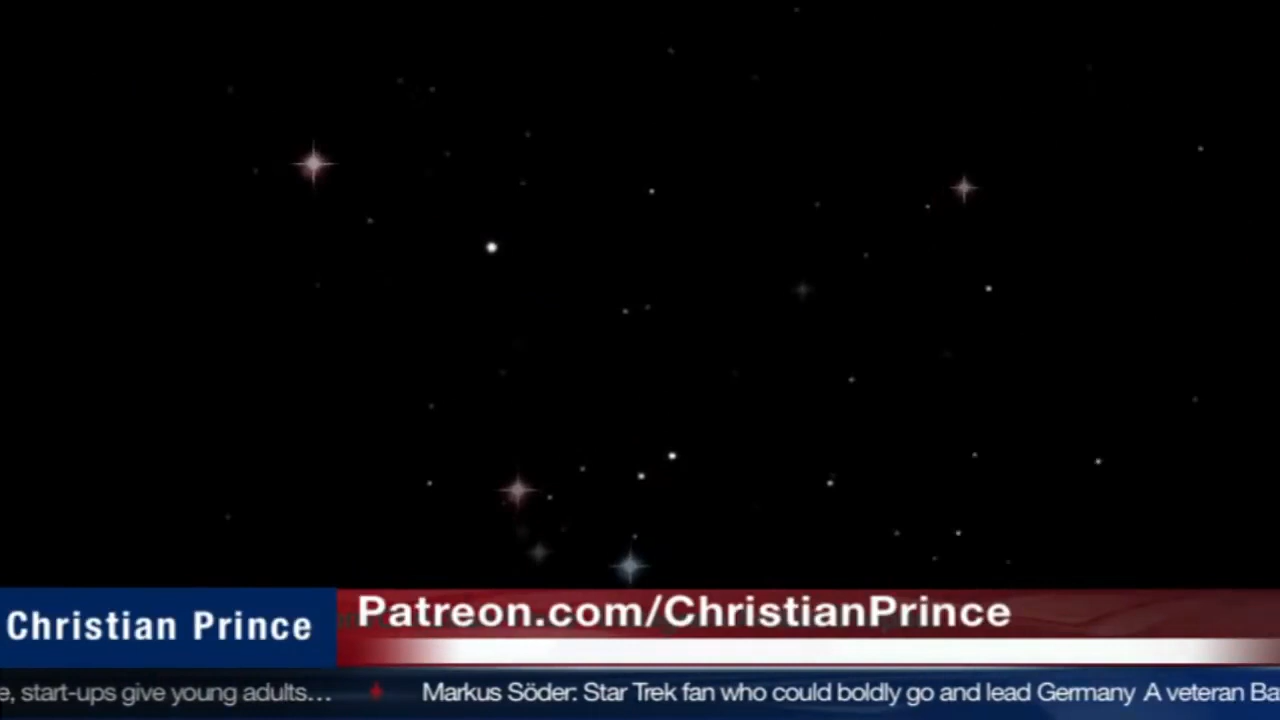 Patreon.com/ChristianPrince
Christian Prince
e, start-ups give young adults... Markus Söder: Star Trek fan who could boldly go and lead Germany A veteran Ba